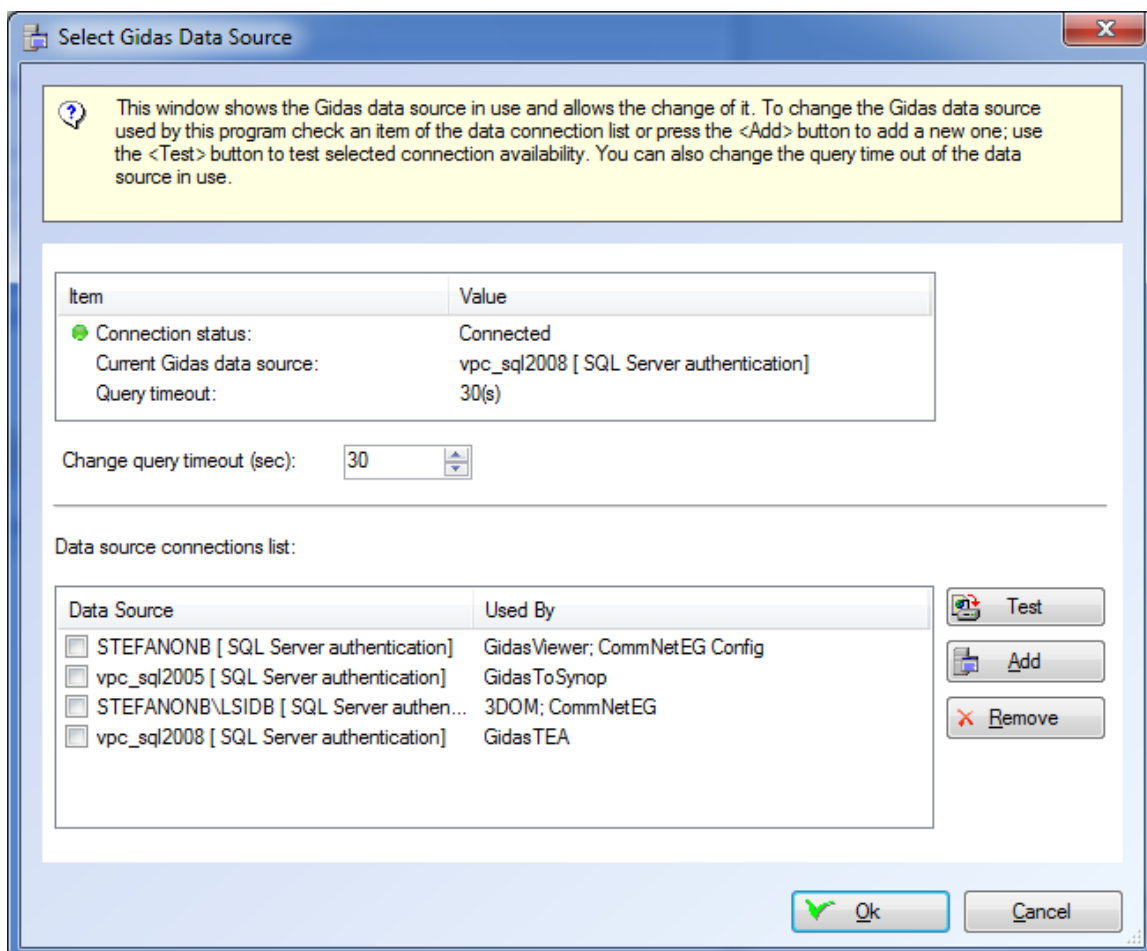 Select Gidas Data Source
This window shows the Gidas data source in use and allows the change of it. To change the Gidas data source
used by this program check an item of the data connection list or press the <Add> button to add a new one; use
the <Test> button to test selected connection availability. You can also change the query time out of the data
source in use.
Item Value
Connection status: Connected
Current Gidas data source: vpc_sql2008 [ SQL Server authentication]
Query timeout: 30(s)
Change query timeout (sec): 30
Data source connections list:
Data Source Used By
STEFANONB [ SQL Server authentication] GidasViewer; CommNetEG Config
vpc_sql2005 [ SQL Server authentication] GidasToSynop
STEFANONB\LSIDB [ SQL Server authen... 3DOM; CommNetEG
vpc_sql2008 [ SQL Server authentication] GidasTEA
Test
Add
Remove
Ok Cancel